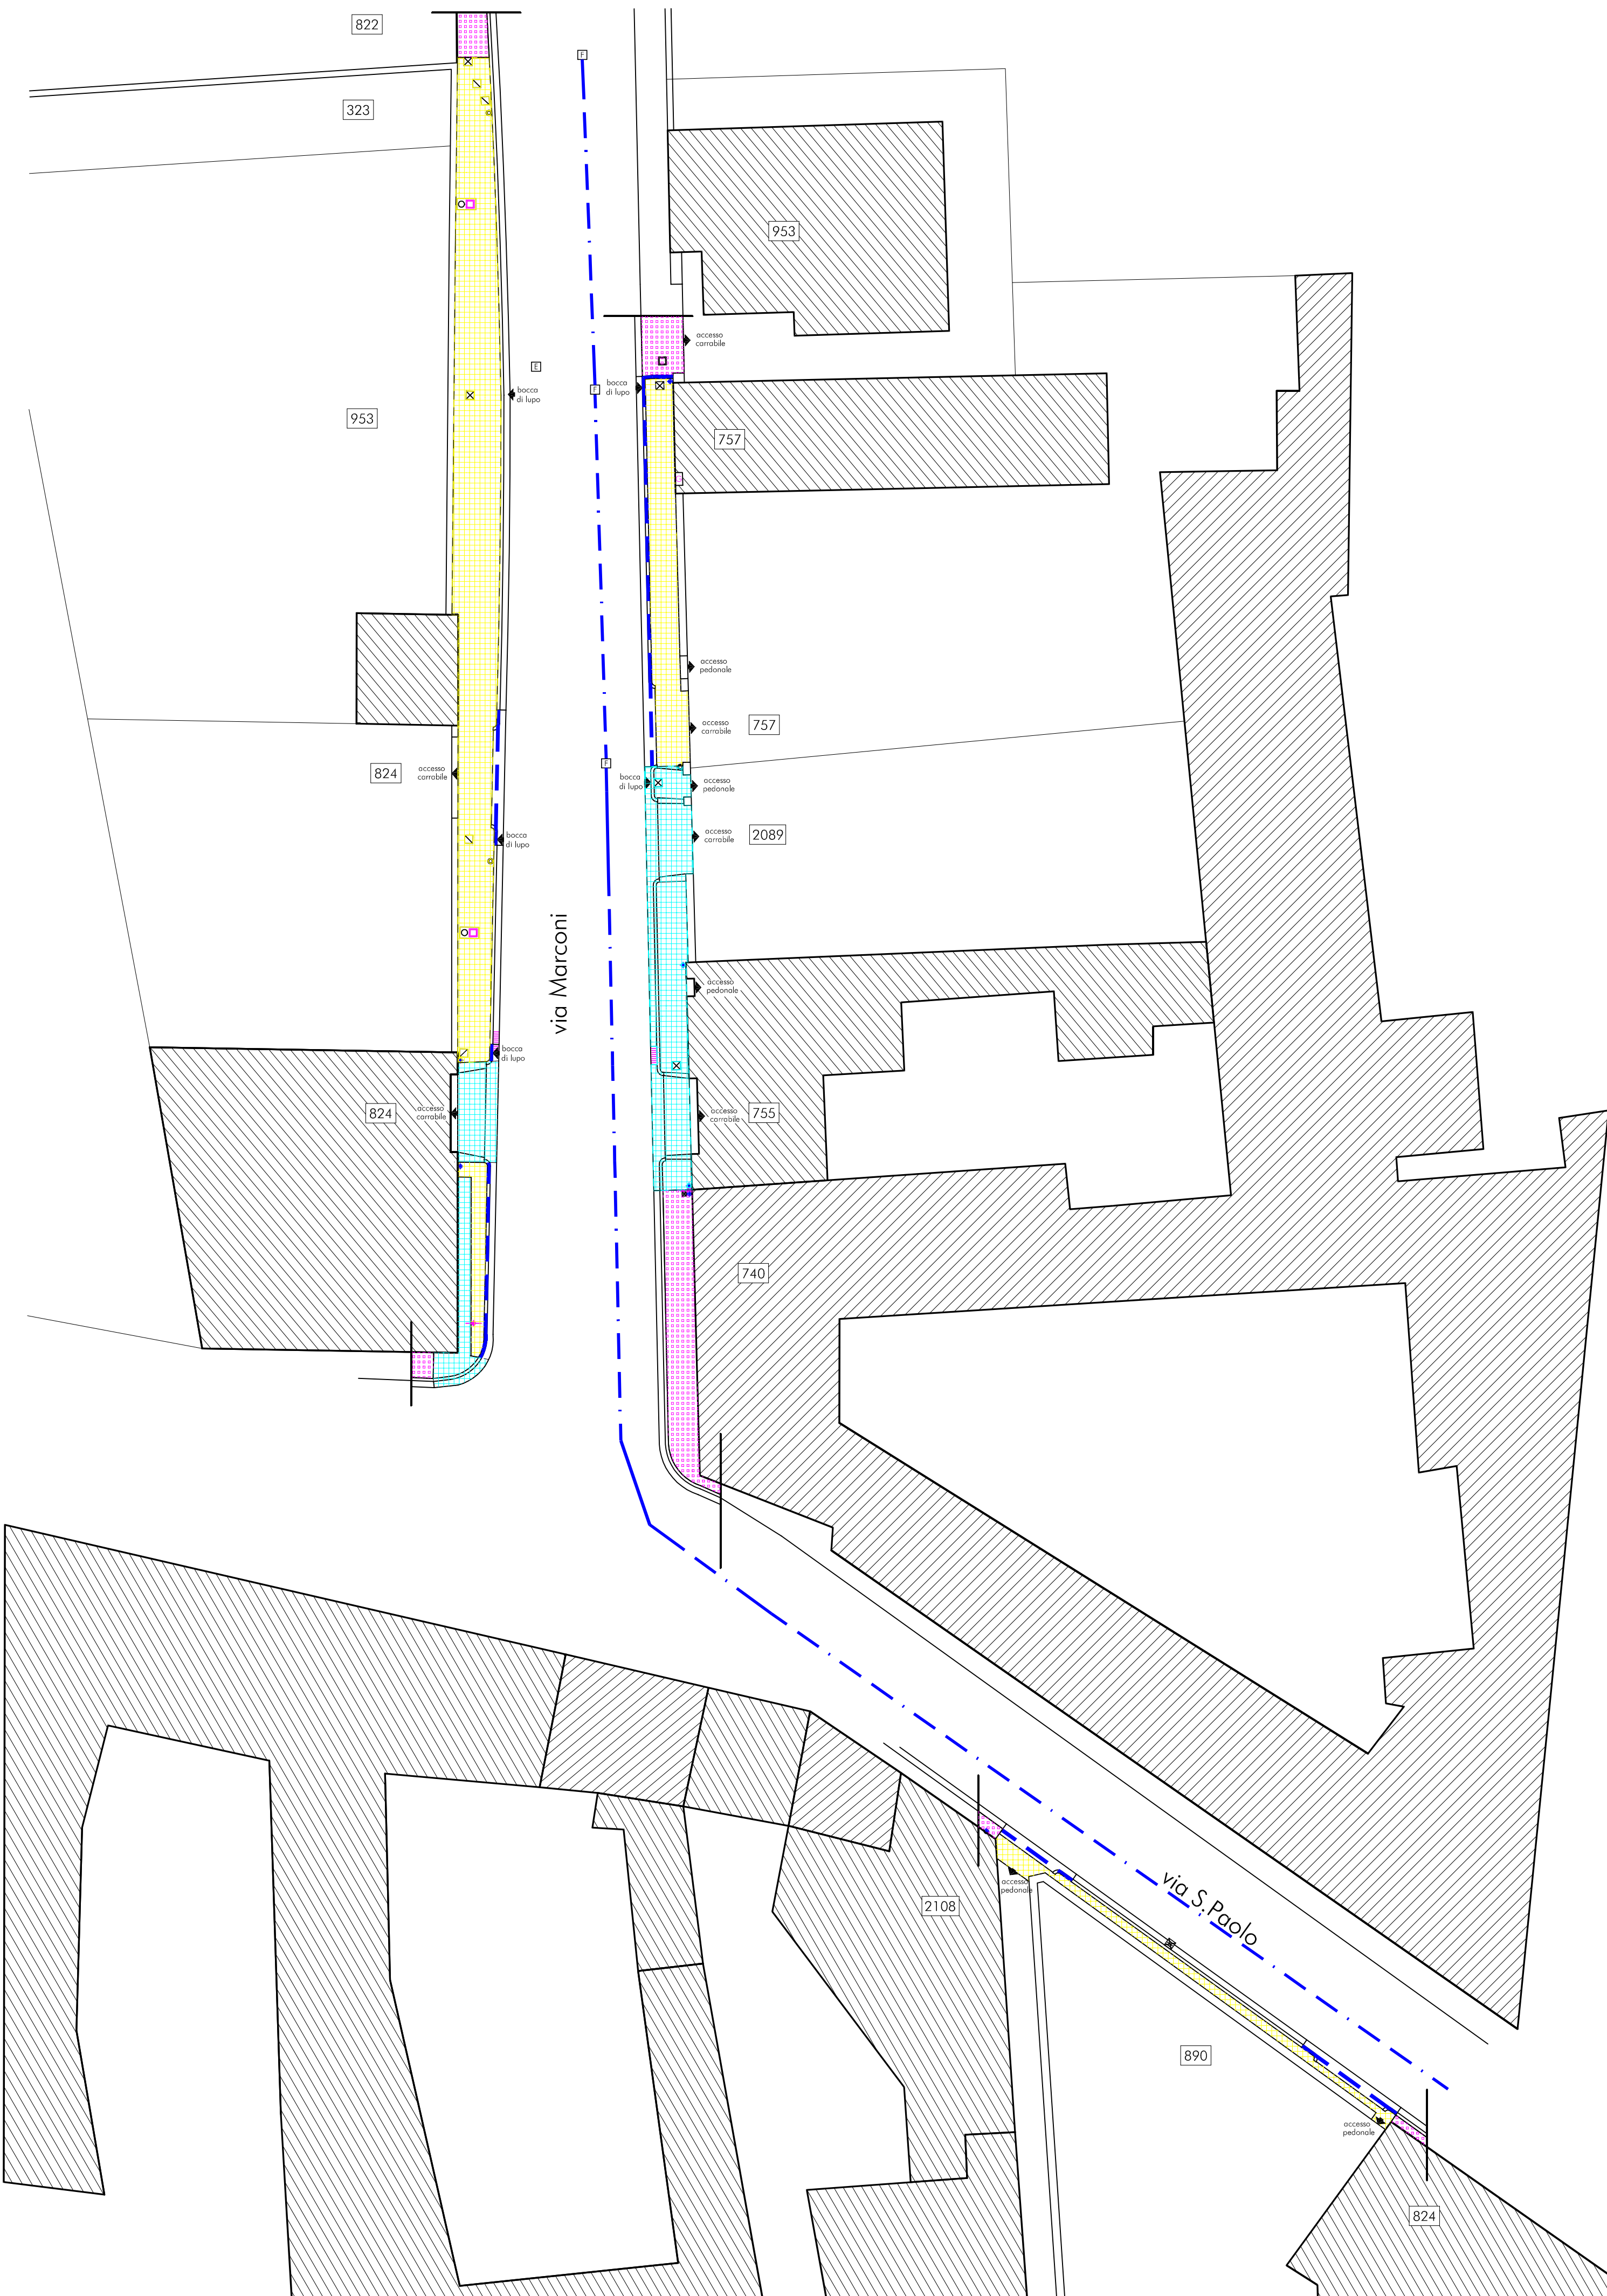 822
F
323
953
accesso
carrabile
E
F
bocca
di lupo
bocca
di lupo
953
757
G
accesso
pedonale
accesso
carrabile
757
F
824
accesso
carrabile
bocca
di lupo
accesso
pedonale
bocca
di lupo
accesso
carrabile
2089
via Marconi
accesso
pedonale
bocca
di lupo
824
accesso
carrabile
accesso
carrabile
755
740
via S.Paolo
accesso
pedonale
2108
890
accesso
pedonale
824